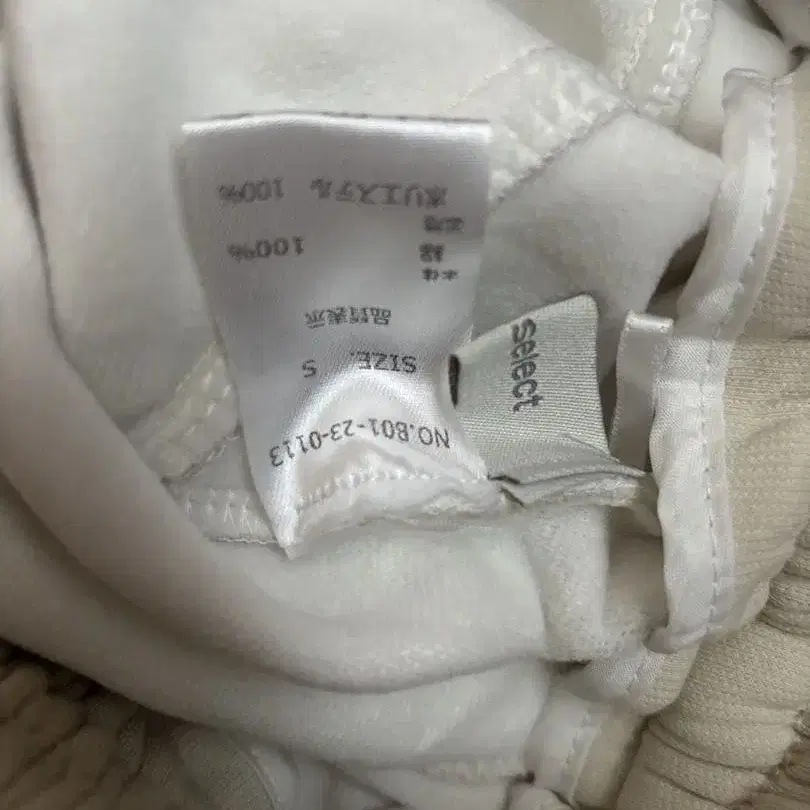 NO.B01-23-0113
SIZE. S
品質表示
本体
綿 100%
裏地
ポリエステル 100%
select